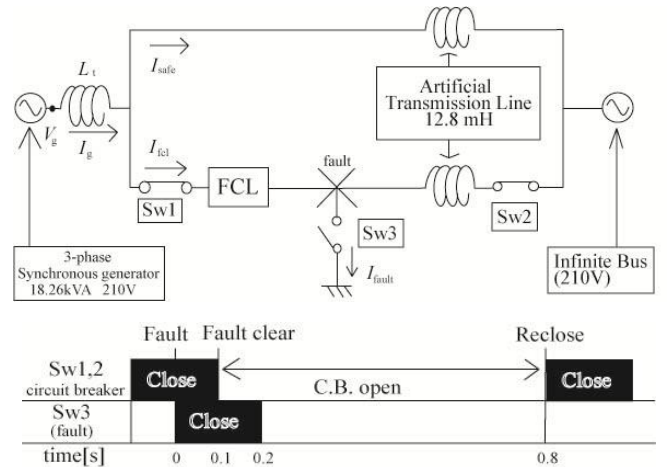 L t
I safe
Artificial
Transmission Line
12.8 mH
V g
I g
I fcl
fault
FCL
Sw1
Sw2
Sw3
I fault
3-phase
Synchronous generator
18.26kVA 210V
Infinite Bus
(210V)
Fault
Fault clear
Reclose
Sw1,2
circuit breaker
Close
C.B. open
Close
Sw3
(fault)
Close
time[s]
0
0.1
0.2
0.8